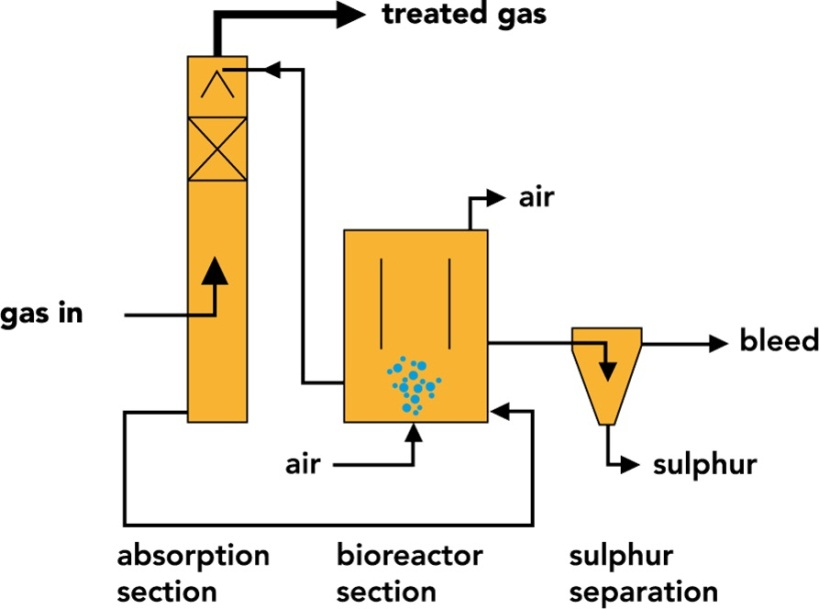 treated gas
air
gas in
bleed
air
sulphur
absorption
section
bioreactor
section
sulphur
separation